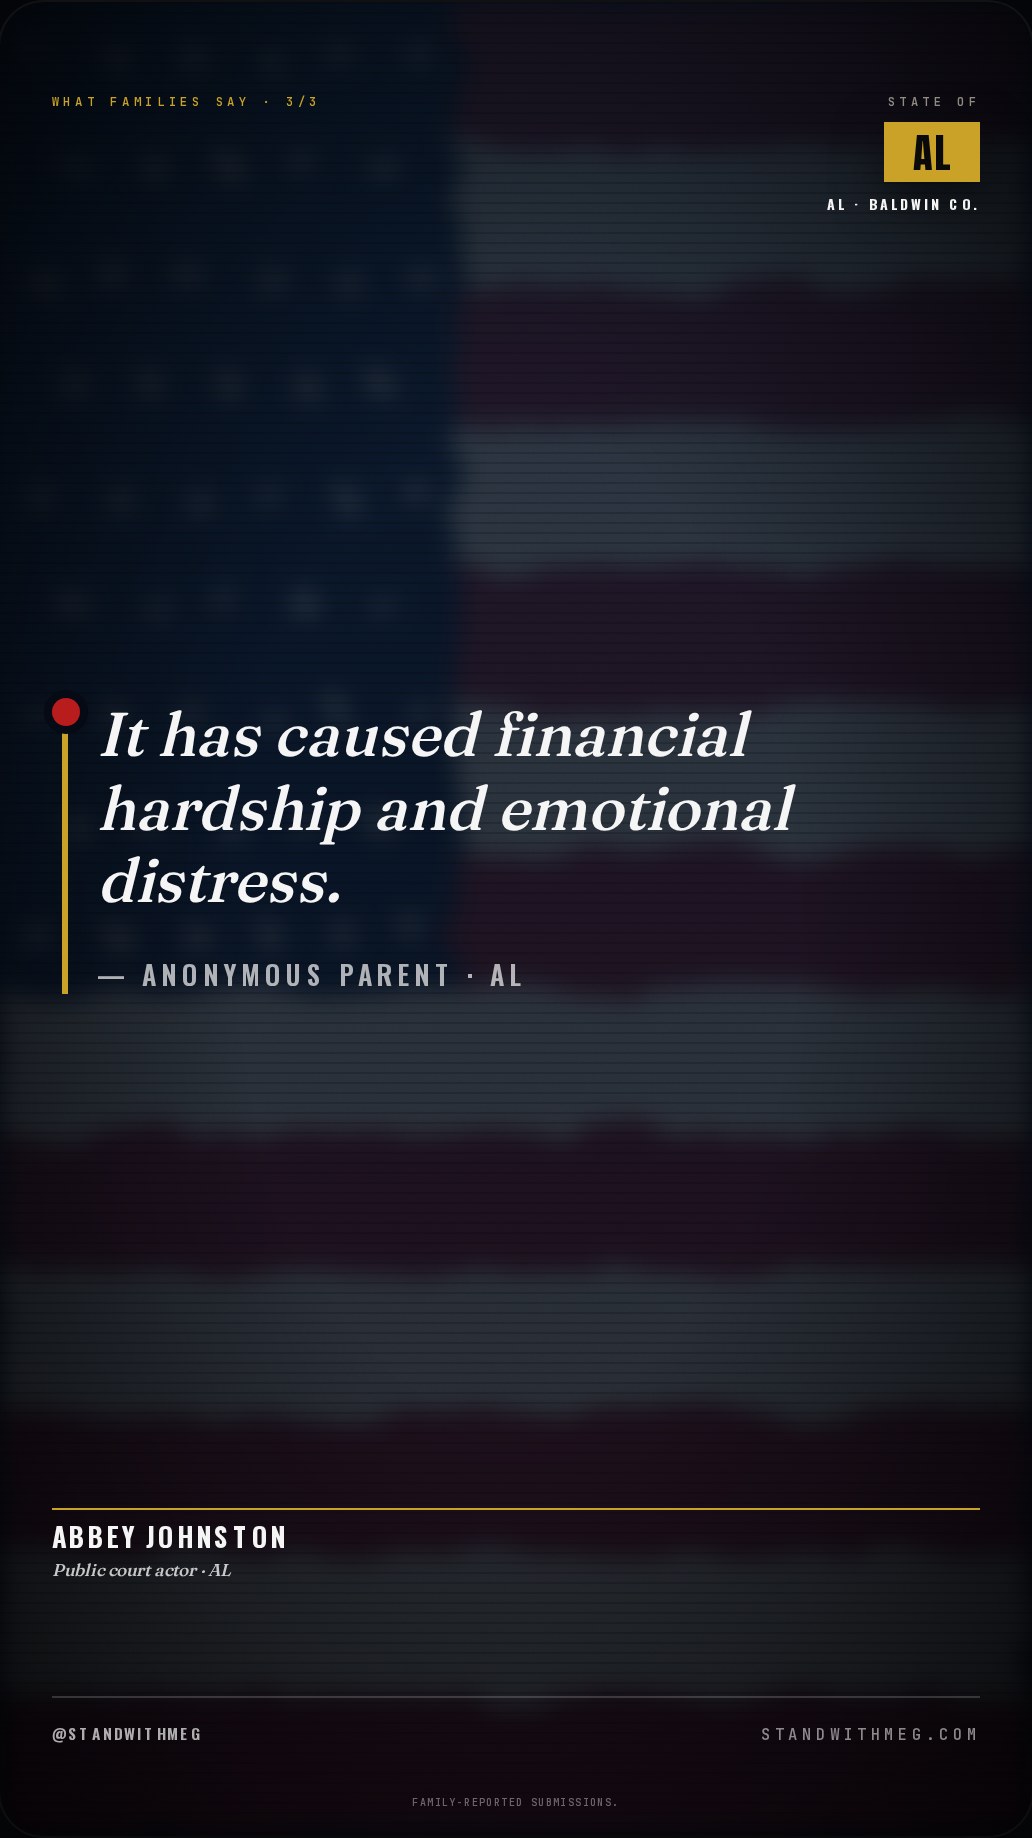 WHAT FAMILIES SAY · 3/3
STATE OF
AL
AL · BALDWIN CO.
It has caused financial
hardship and emotional
distress.
— ANONYMOUS PARENT · AL
ABBEY JOHNSTON
Public court actor · AL
@STANDWITHMEG
STANDWITHMEG.COM
FAMILY-REPORTED SUBMISSIONS.